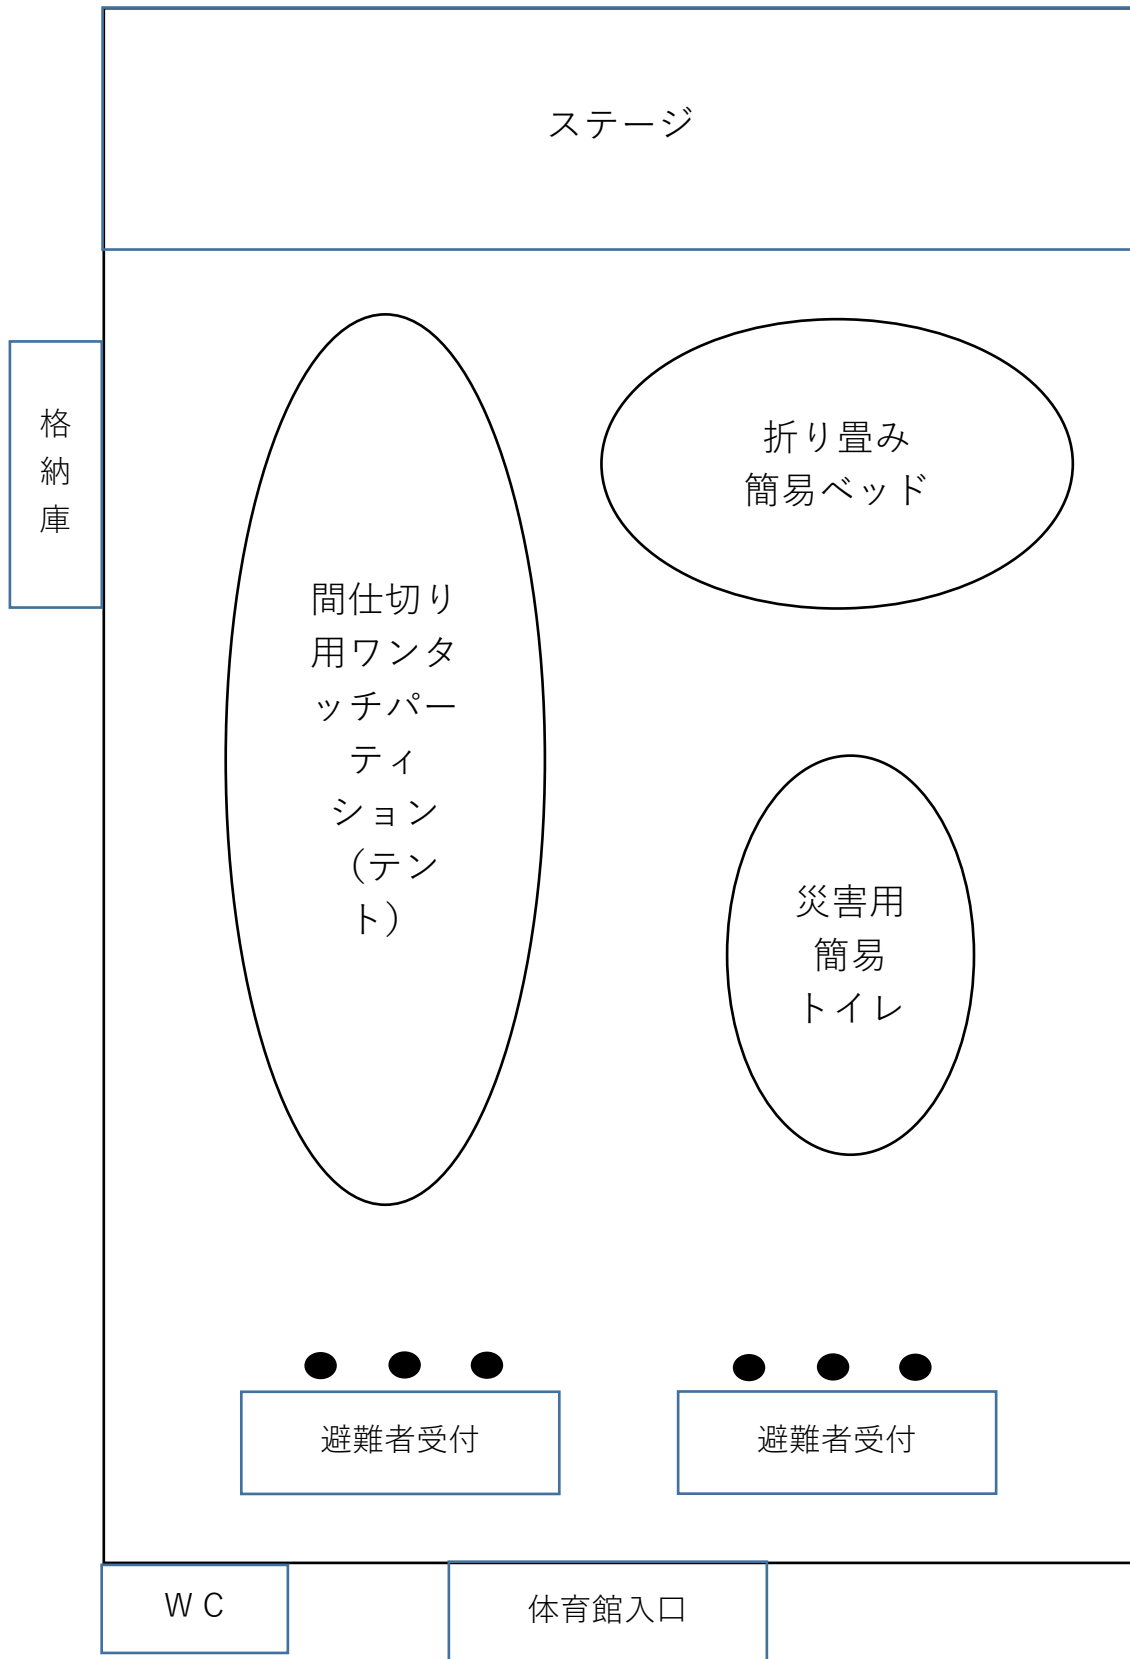 ステージ
格
納
庫
折り畳み
簡易ベッド
間仕切り
用ワンタ
ッチパー
ティ
ション
（テン
ト）
災害用
簡易
トイレ
避難者受付
避難者受付
ＷＣ
体育館入口